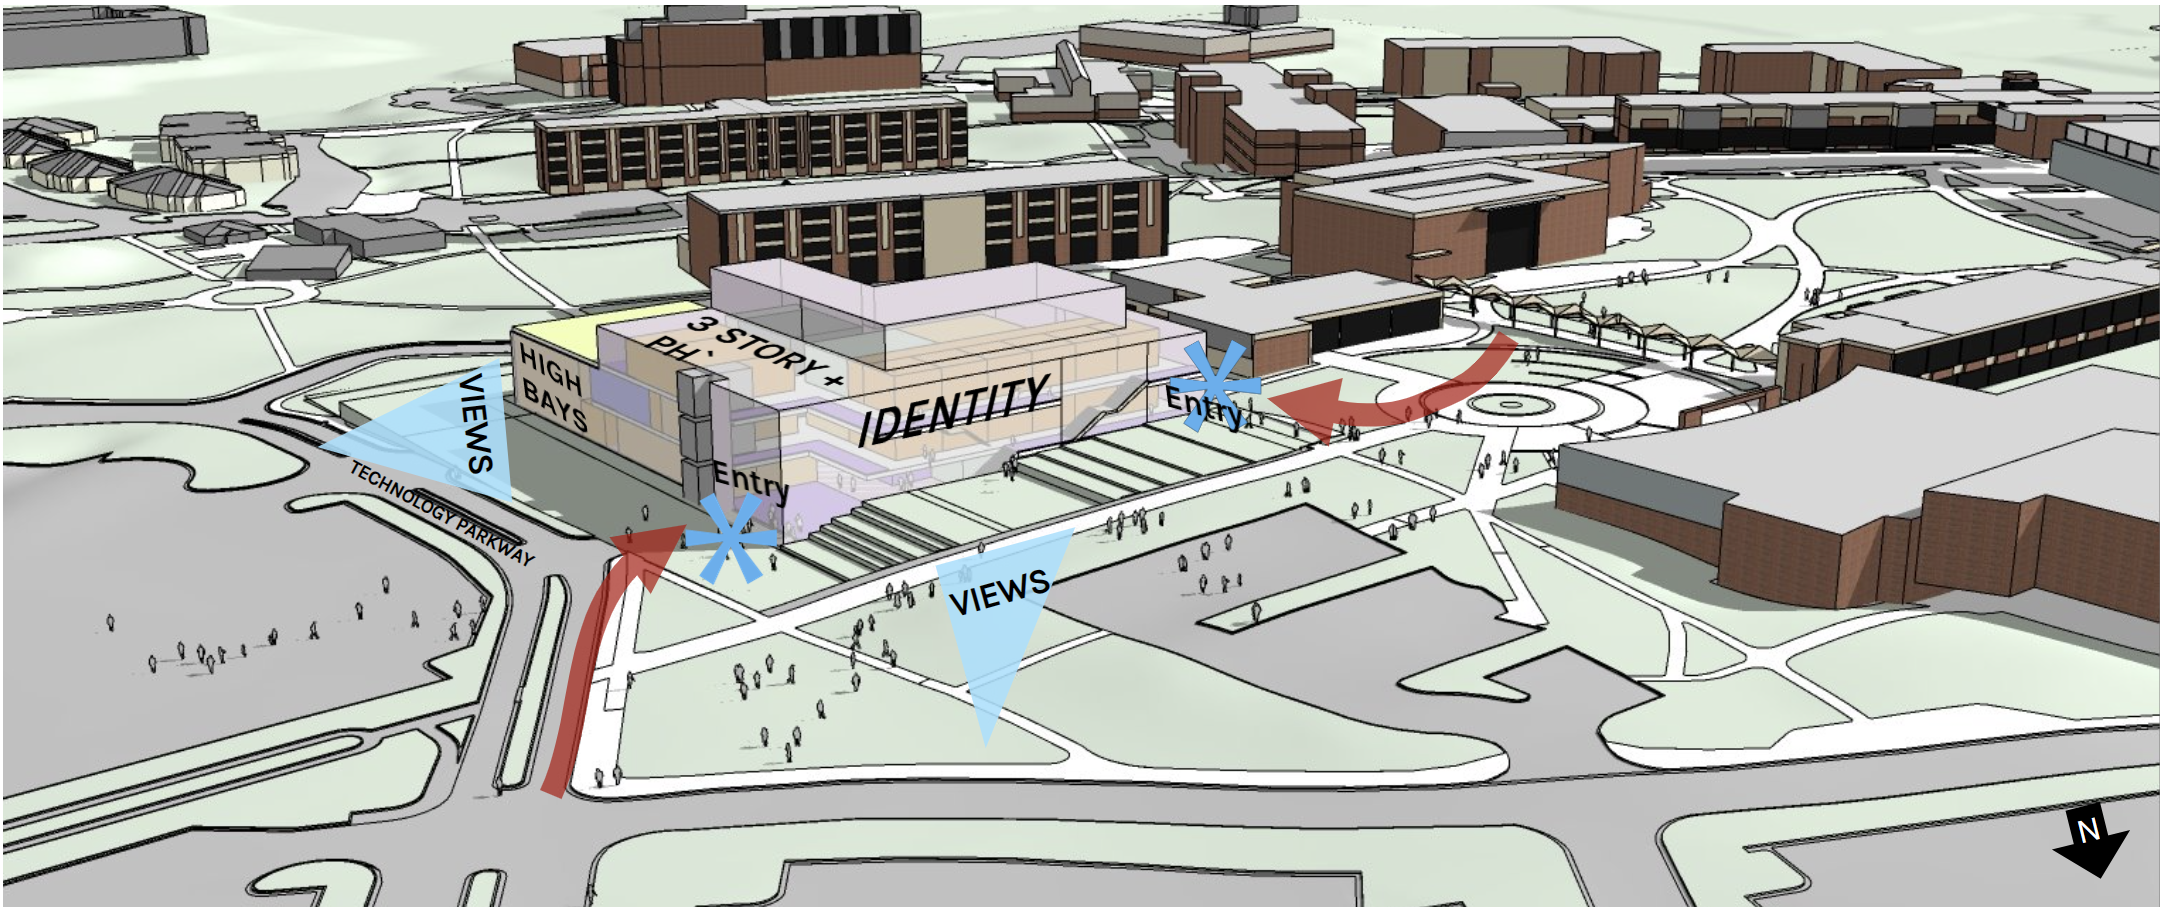 3 STORY +
PH
HIGH
BAYS
VIEWS
IDENTITY
Entry
Entry
TECHNOLOGY PARKWAY
VIEWS
N